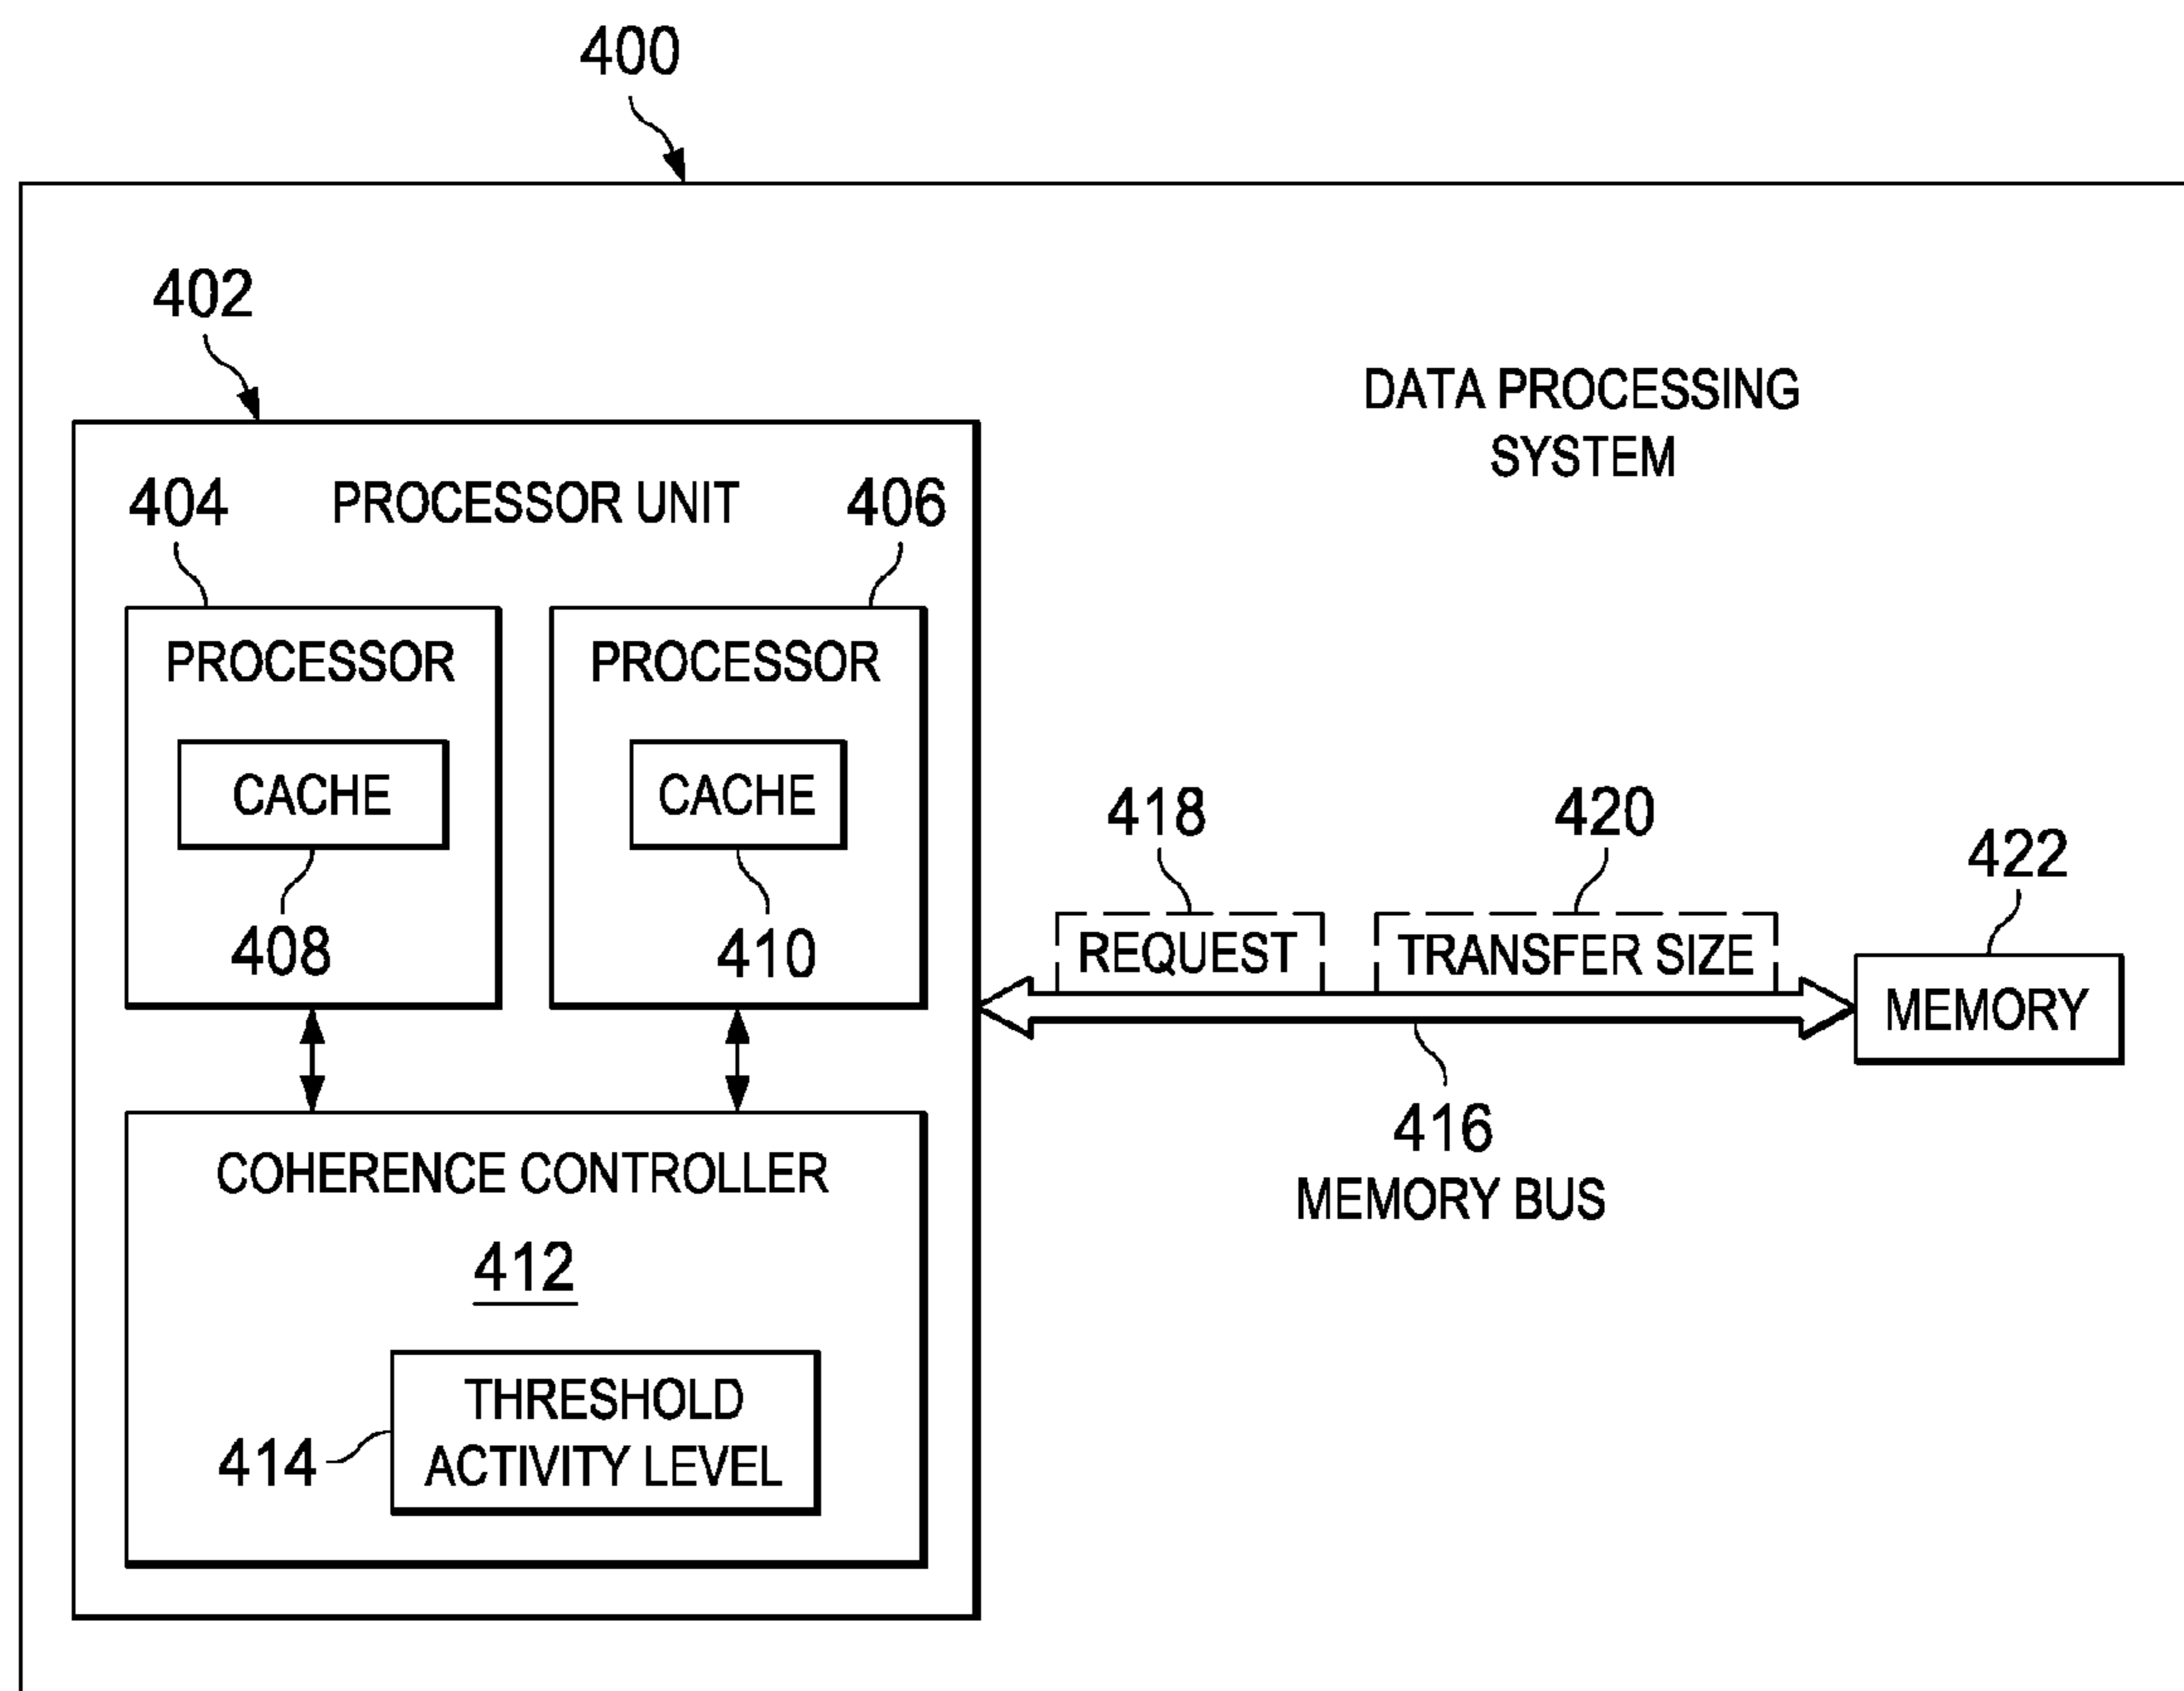 400
402
DATA PROCESSING
SYSTEM
404
PROCESSOR UNIT
406
PROCESSOR
PROCESSOR
CACHE
CACHE
408
410
418
420
422
REQUEST
TRANSFER SIZE
MEMORY
416
MEMORY BUS
COHERENCE CONTROLLER
412
THRESHOLD
ACTIVITY LEVEL
414